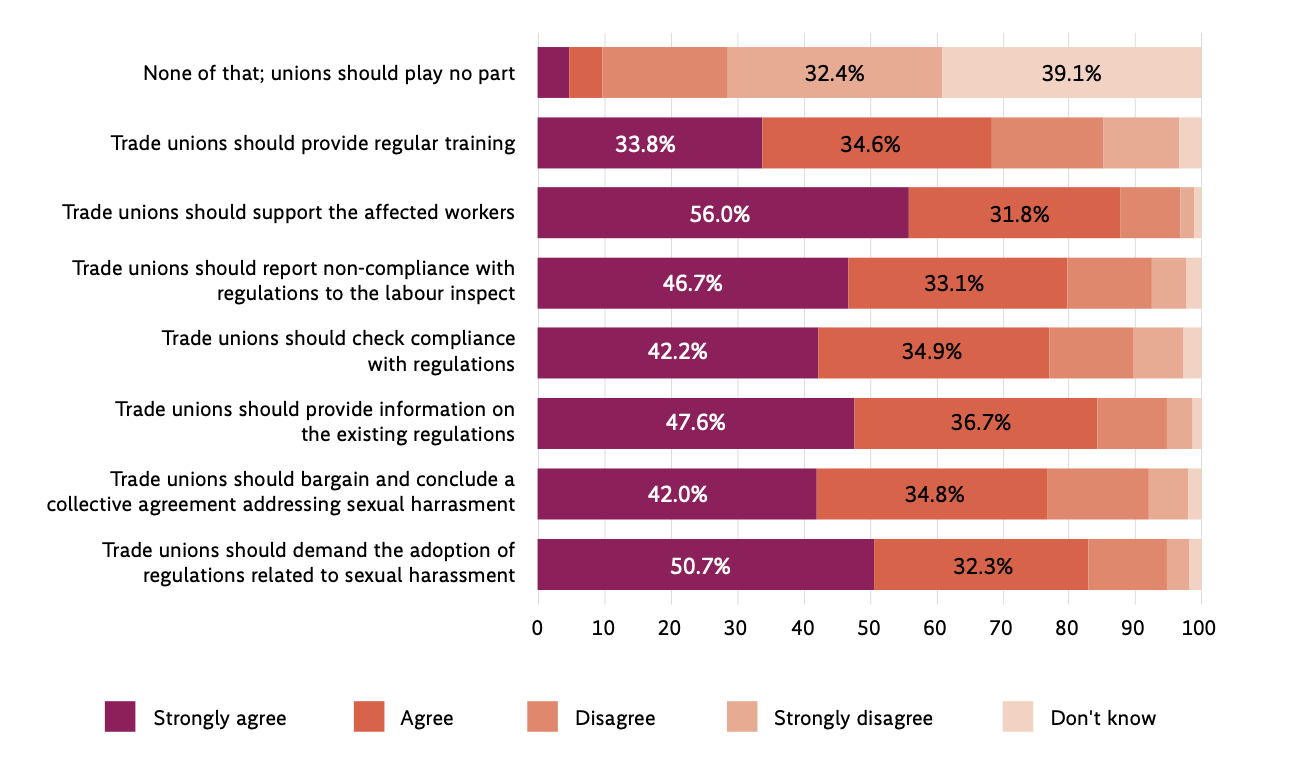 None of that; unions should play no part
32.4%
39.1%
Trade unions should provide regular training
33.8%
34.6%
Trade unions should support the affected workers
56.0%
31.8%
Trade unions should report non-compliance with
regulations to the labour inspect
46.7%
33.1%
Trade unions should check compliance
with regulations
42.2%
34.9%
Trade unions should provide information on
the existing regulations
47.6%
36.7%
Trade unions should bargain and conclude a
collective agreement addressing sexual harrasment
42.0%
34.8%
Trade unions should demand the adoption of
regulations related to sexual harassment
50.7%
32.3%
0 10 20 30 40 50 60 70 80 90 100
Strongly agree Agree Disagree Strongly disagree Don't know